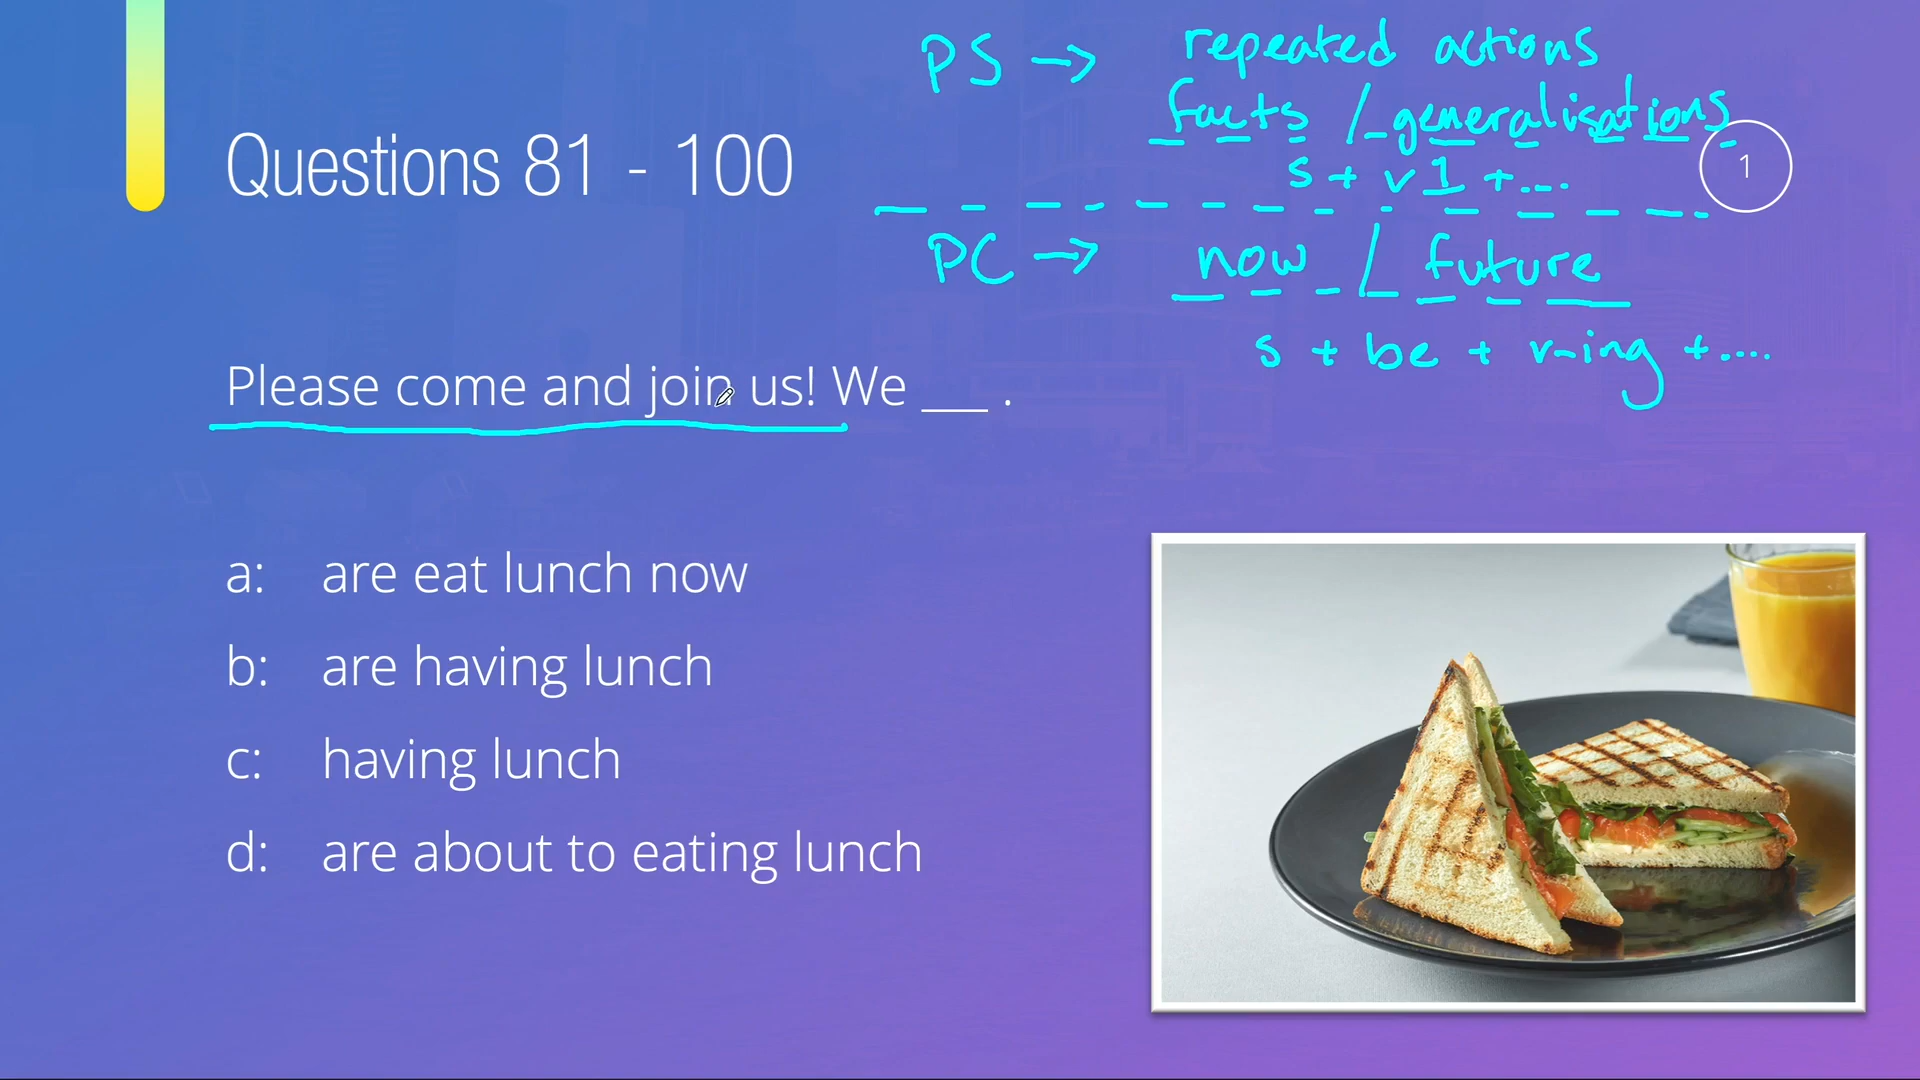 PS → repeated actions
facts / generalisations
s + v1 + ...
Questions 81 - 100
1
PC → now / future
s + be + v-ing + ....
Please come and join us! We ___ .
a: are eat lunch now
b: are having lunch
c: having lunch
d: are about to eating lunch